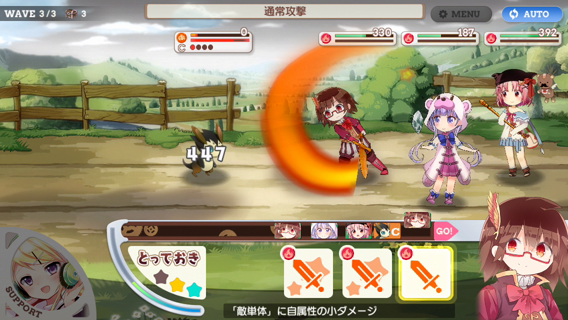 WAVE 3/3 3
通常攻撃
MENU
AUTO
0
C
330
187
392
447
C
GO!
とっておき
SUPPORT
「敵単体」に自属性の小ダメージ